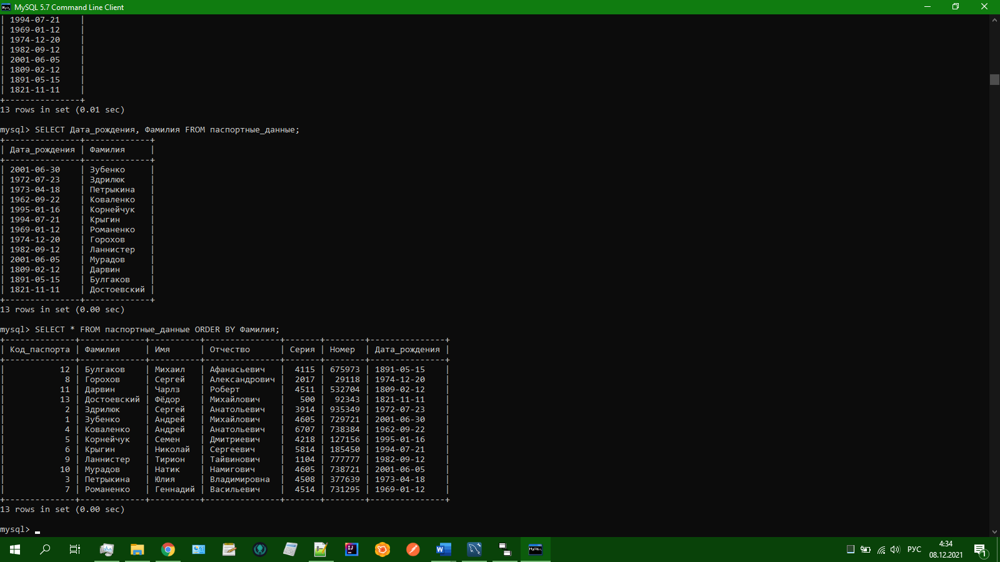 MySQL 5.7 Command Line Client
| 1994-07-21    |
| 1969-01-12    |
| 1974-12-20    |
| 1982-09-12    |
| 2001-06-05    |
| 1809-02-12    |
| 1891-05-15    |
| 1821-11-11    |
+---------------+
13 rows in set (0.01 sec)
mysql> SELECT Дата_рождения, Фамилия FROM паспортные_данные;
+---------------+-------------+
| Дата_рождения | Фамилия     |
+---------------+-------------+
| 2001-06-30    | Зубенко     |
| 1972-07-23    | Здрилюк     |
| 1973-04-18    | Петрыкина   |
| 1962-09-22    | Коваленко   |
| 1995-01-16    | Корнейчук   |
| 1994-07-21    | Крыгин      |
| 1969-01-12    | Романенко   |
| 1974-12-20    | Горохов     |
| 1982-09-12    | Ланнистер   |
| 2001-06-05    | Мурадов     |
| 1809-02-12    | Дарвин      |
| 1891-05-15    | Булгаков    |
| 1821-11-11    | Достоевский |
+---------------+-------------+
13 rows in set (0.00 sec)
mysql> SELECT * FROM паспортные_данные ORDER BY Фамилия;
+--------------+-------------+----------+---------------+-------+--------+---------------+
| Код_паспорта | Фамилия     | Имя      | Отчество      | Серия | Номер  | Дата_рождения |
+--------------+-------------+----------+---------------+-------+--------+---------------+
|           12 | Булгаков    | Михаил   | Афанасьевич   |  4115 | 675973 | 1891-05-15    |
|            8 | Горохов     | Сергей   | Александрович |  2017 |  29118 | 1974-12-20    |
|           11 | Дарвин      | Чарлз    | Роберт        |  4511 | 532704 | 1809-02-12    |
|           13 | Достоевский | Фёдор    | Михайлович    |   500 |  92343 | 1821-11-11    |
|            2 | Здрилюк     | Сергей   | Анатольевич   |  3914 | 935349 | 1972-07-23    |
|            1 | Зубенко     | Андрей   | Михайлович    |  4605 | 729721 | 2001-06-30    |
|            4 | Коваленко   | Андрей   | Анатольевич   |  6707 | 738384 | 1962-09-22    |
|            5 | Корнейчук   | Семен    | Дмитриевич    |  4218 | 127156 | 1995-01-16    |
|            6 | Крыгин      | Николай  | Сергеевич     |  5814 | 185450 | 1994-07-21    |
|            9 | Ланнистер   | Тирион   | Тайвинович    |  1104 | 777777 | 1982-09-12    |
|           10 | Мурадов     | Натик    | Намигович     |  4605 | 738721 | 2001-06-05    |
|            3 | Петрыкина   | Юлия     | Владимировна  |  4508 | 377639 | 1973-04-18    |
|            7 | Романенко   | Геннадий | Васильевич    |  4514 | 731295 | 1969-01-12    |
+--------------+-------------+----------+---------------+-------+--------+---------------+
13 rows in set (0.00 sec)
mysql>
РУС
4:34
08.12.2021
1